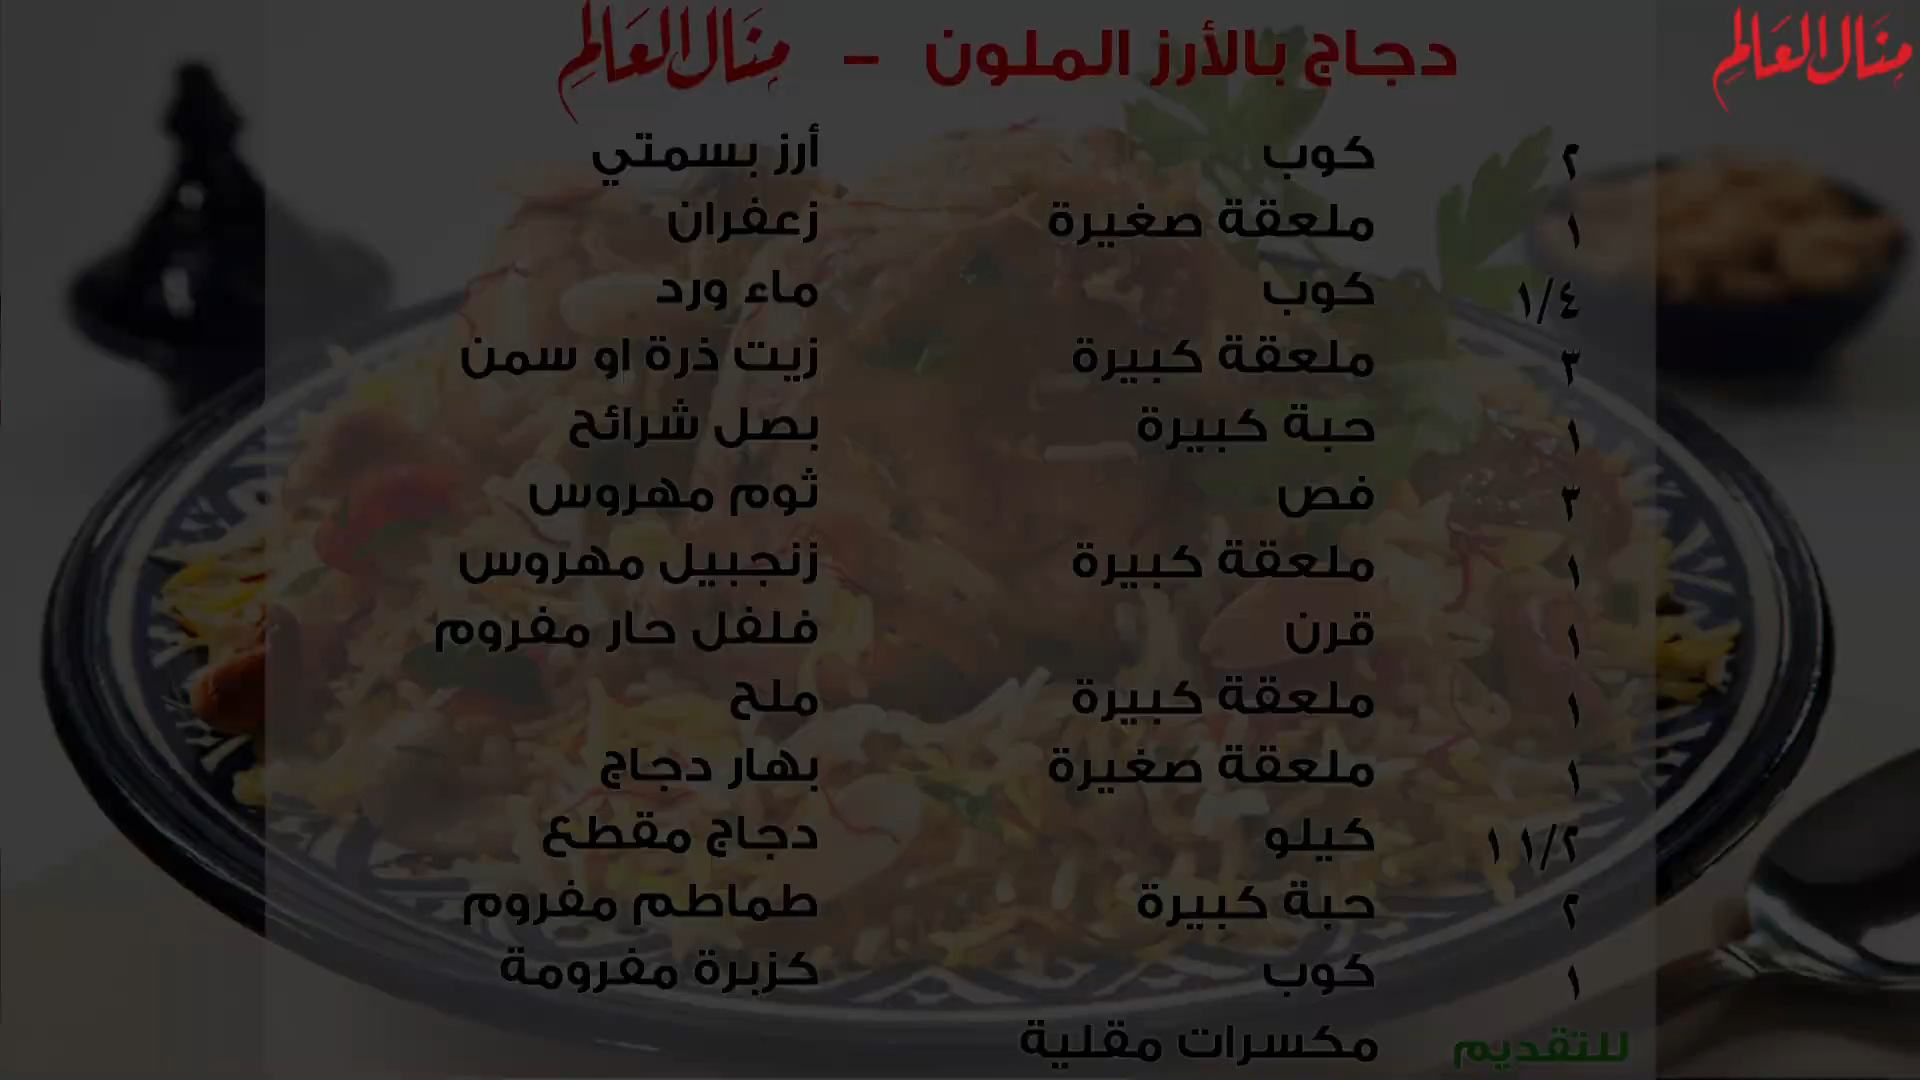 دجاج بالأرز الملون - منال العالم
منال العالم
٢ كوب أرز بسمتي
١ ملعقة صغيرة زعفران
١/٤ كوب ماء ورد
٣ ملعقة كبيرة زيت ذرة او سمن
١ حبة كبيرة بصل شرائح
٣ فص ثوم مهروس
١ ملعقة كبيرة زنجبيل مهروس
١ قرن فلفل حار مفروم
١ ملعقة كبيرة ملح
١ ملعقة صغيرة بهار دجاج
١ ١/٢ كيلو دجاج مقطع
٢ حبة كبيرة طماطم مفروم
١ كوب كزبرة مفرومة
للتقديم مكسرات مقلية